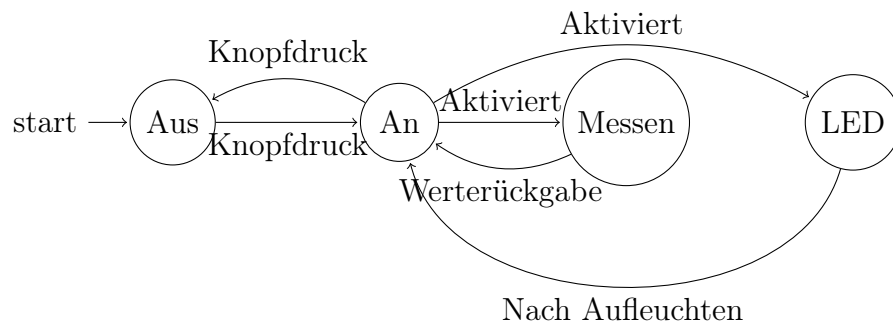 Aktiviert
Knopfdruck
start
Aus
Knopfdruck
An
Aktiviert
Messen
LED
Werterückgabe
Nach Aufleuchten